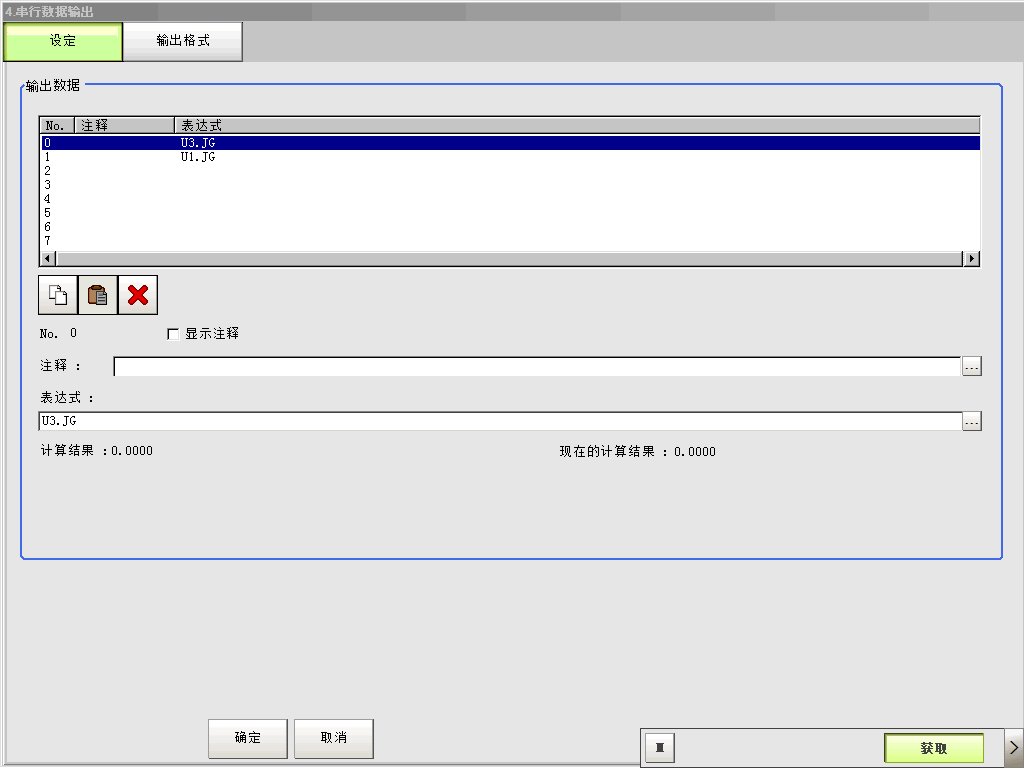 4.串行数据输出
设定 输出格式
输出数据
No. 注释 表达式
0 U3.JG
1 U1.JG
2
3
4
5
6
7
No. 0 显示注释
注释 : ...
表达式 :
U3.JG ...
计算结果 :0.0000 现在的计算结果 : 0.0000
确定 取消
获取